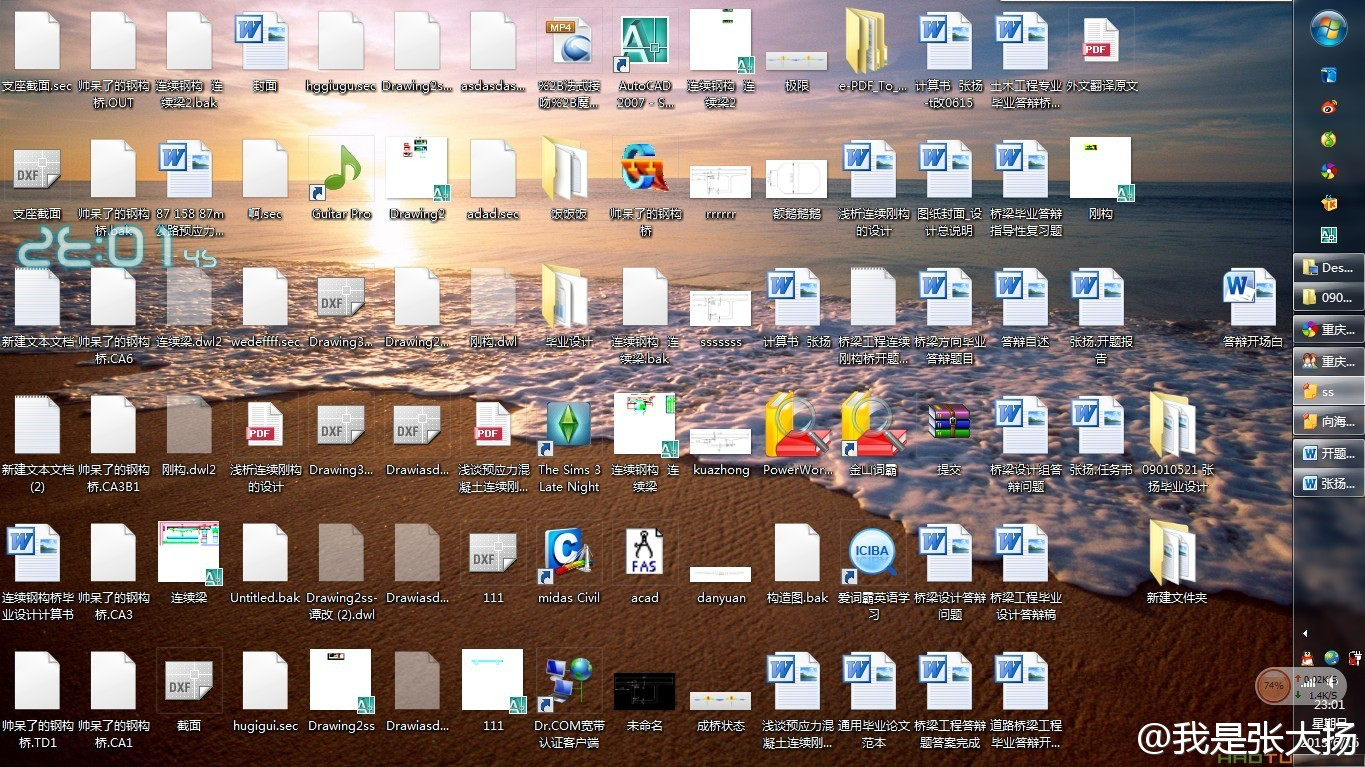 支座截面.sec
帅呆了的钢构
桥.OUT
连续钢构　连
续梁2.bak
封面
hggiugu.sec
Drawing2s...
asdasdas...
%2B法式接
吻%2B魔...
AutoCAD
2007 - S...
连续钢构　连
续梁2
极限
e-PDF_To_...
计算书　张扬
-t改0615
土木工程专业
毕业答辩桥...
外文翻译原文
支座截面
帅呆了的钢构
桥.bak
87 158 87m
公路预应力...
啊.sec
Guitar Pro
Drawing2
adad.sec
饭饭饭
帅呆了的钢构
桥
rrrrrr
额鹅鹅鹅
浅析连续刚构
的设计
图纸封面_设
计总说明
桥梁毕业答辩
指导性复习题
刚构
新建文本文档
帅呆了的钢构
桥.CA6
连续梁.dwl2
wedeffff.sec
Drawing3...
Drawing2...
刚构.dwl
毕业设计
连续钢构　连
续梁.bak
sssssss
计算书　张扬
桥梁工程连续
刚构桥开题...
桥梁方向毕业
答辩题目
答辩自述
张扬.开题报
告
答辩开场白
新建文本文档
(2)
帅呆了的钢构
桥.CA3B1
刚构.dwl2
浅析连续刚构
的设计
Drawing3...
Drawiasd...
浅谈预应力混
凝土连续刚...
The Sims 3
Late Night
连续钢构　连
续梁
kuazhong
PowerWor...
金山词霸
提交
桥梁设计组答
辩问题
张扬.任务书
09010521 张
扬毕业设计
连续钢构桥毕
业设计计算书
帅呆了的钢构
桥.CA3
连续梁
Untitled.bak
Drawing2ss-
谭改 (2).dwl
Drawiasd...
111
midas Civil
acad
danyuan
构造图.bak
爱词霸英语学
习
桥梁设计答辩
问题
桥梁工程毕业
设计答辩稿
新建文件夹
帅呆了的钢构
桥.TD1
帅呆了的钢构
桥.CA1
截面
hugigui.sec
Drawing2ss
Drawiasd...
111
Dr.COM宽带
认证客户端
未命名
成桥状态
浅谈预应力混
凝土连续刚...
通用毕业论文
范本
桥梁工程答辩
题答案完成
道路桥梁工程
毕业答辩开...
Des...
090...
重庆...
重庆...
ss
向海...
开题...
张扬...
74%
1.4K/S
23:01
@我是张大扬